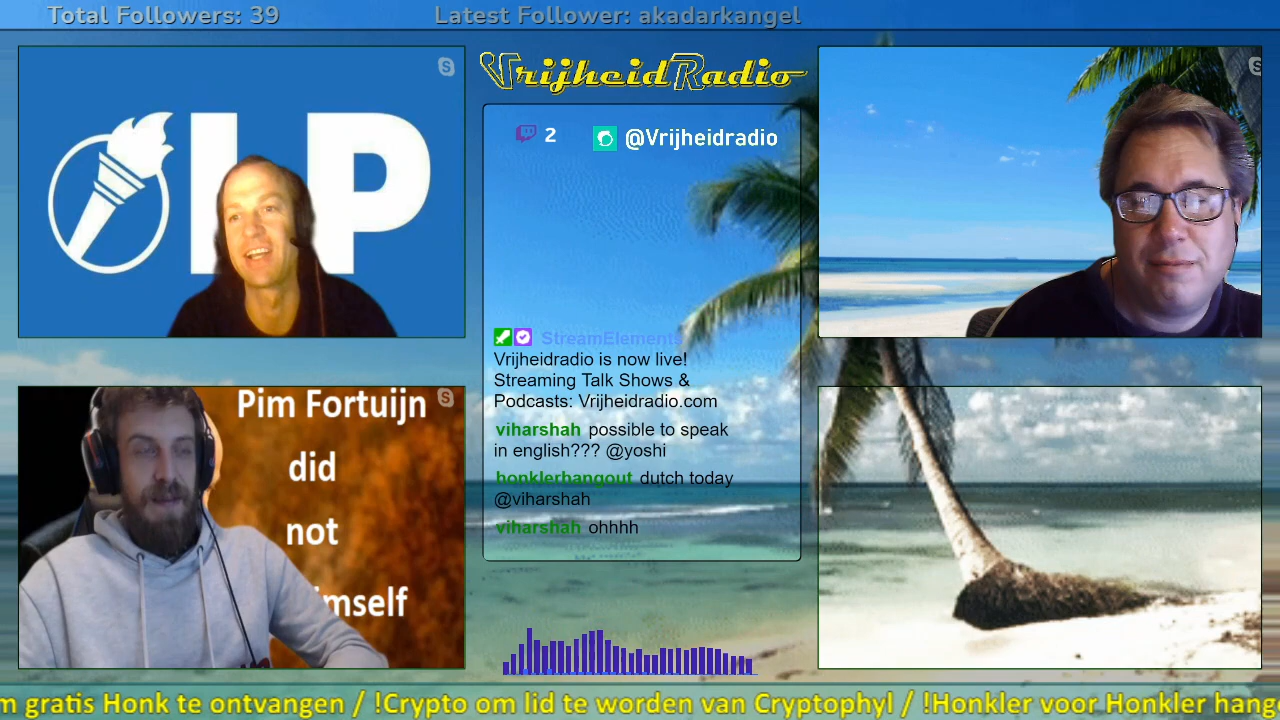 Total Followers: 39
Latest Follower: akadarkangel
LP
VrijheidRadio
2
@Vrijheidradio
StreamElements
Vrijheidradio is now live!
Streaming Talk Shows &
Podcasts: Vrijheidradio.com
viharshah possible to speak
in english??? @yoshi
honklerhangout dutch today
@viharshah
viharshah ohhhh
Pim Fortuijn
did
not
imself
m gratis Honk te ontvangen / !Crypto om lid te worden van Cryptophyl / !Honkler voor Honkler hang